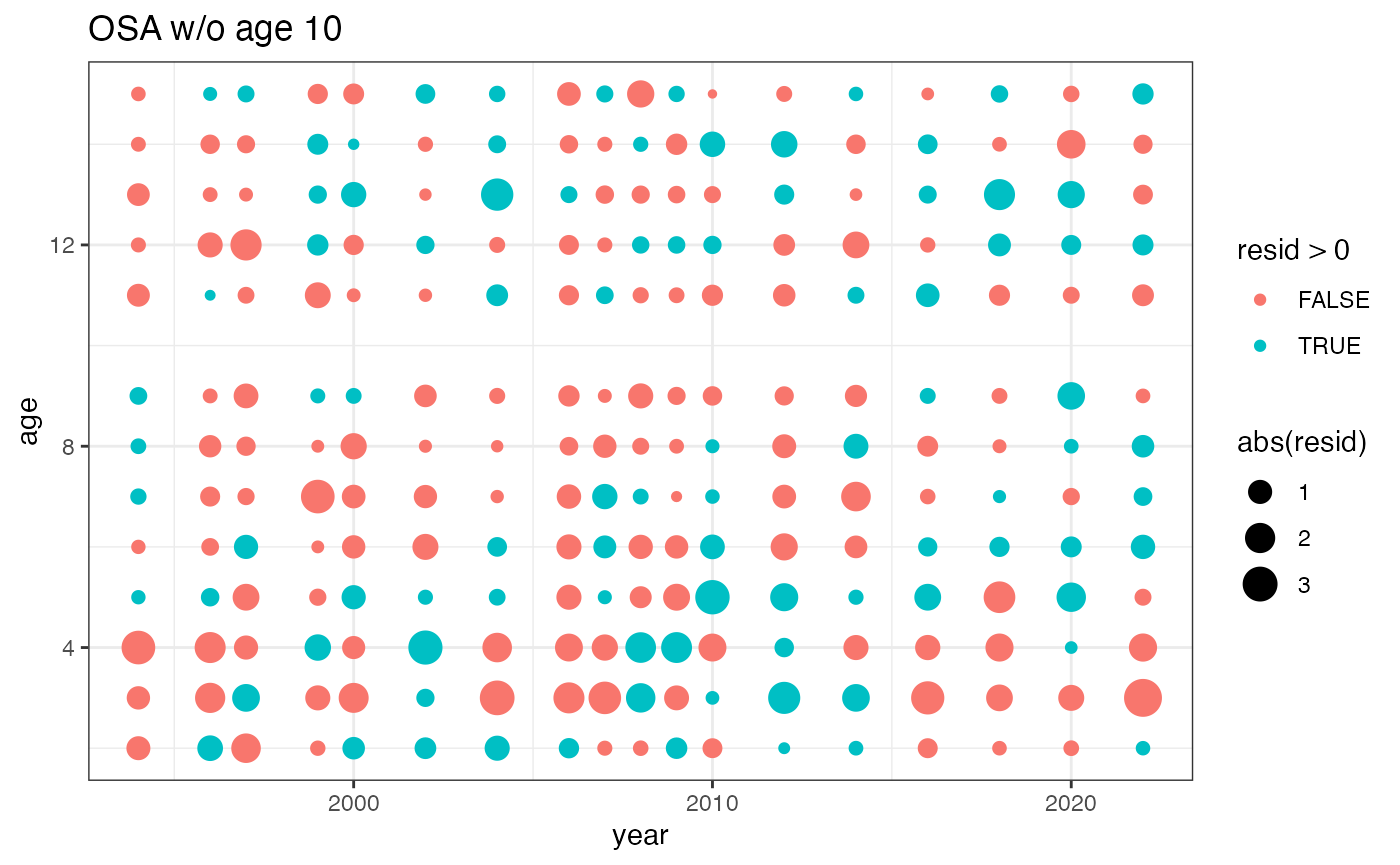 OSA w/o age 10
12
8
4
age
2000
2010
2020
year
resid > 0
FALSE
TRUE
abs(resid)
1
2
3